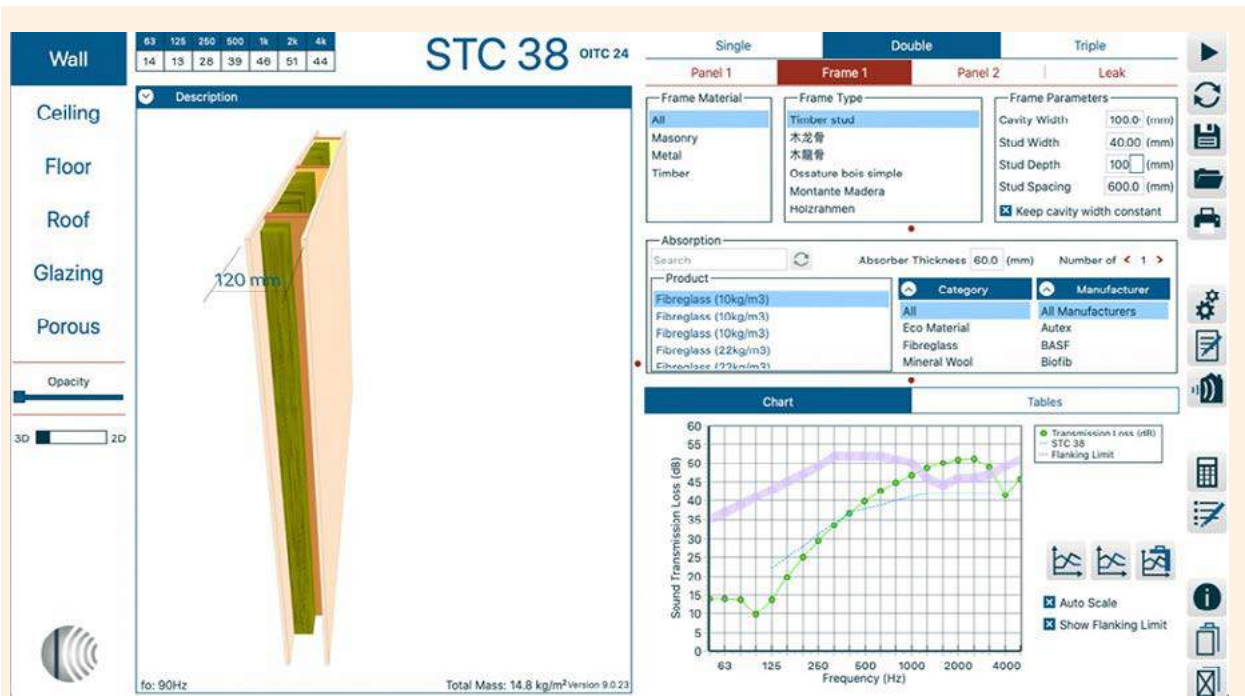 Wall
Ceiling
Floor
Roof
Glazing
Porous
Opacity
3D 2D
63 125 250 500 1k 2k 4k
14 13 28 39 46 51 44
STC 38 OITC 24
Description
120 mm
fo: 90Hz
Total Mass: 14.8 kg/m² Version 9.0.23
Single Double Triple
Panel 1 Frame 1 Panel 2 Leak
Frame Material
All
Masonry
Metal
Timber
Frame Type
Timber stud
木龙骨
木龍骨
Ossature bois simple
Montante Madera
Holzrahmen
Frame Parameters
Cavity Width 100.0 (mm)
Stud Width 40.00 (mm)
Stud Depth 100 (mm)
Stud Spacing 600.0 (mm)
Keep cavity width constant
Absorption
Search
Absorber Thickness 60.0 (mm) Number of < 1 >
Product
Fibreglass (10kg/m3)
Fibreglass (10kg/m3)
Fibreglass (10kg/m3)
Fibreglass (22kg/m3)
Fibreglass (22kg/m3)
Category
All
Eco Material
Fibreglass
Mineral Wool
Manufacturer
All Manufacturers
Autex
BASF
Biofib
Chart Tables
Sound Transmission Loss (dB)
60
55
50
45
40
35
30
25
20
15
10
5
0
63 125 250 500 1000 2000 4000
Frequency (Hz)
Transmission Loss (dB)
STC 38
Flanking Limit
Auto Scale
Show Flanking Limit